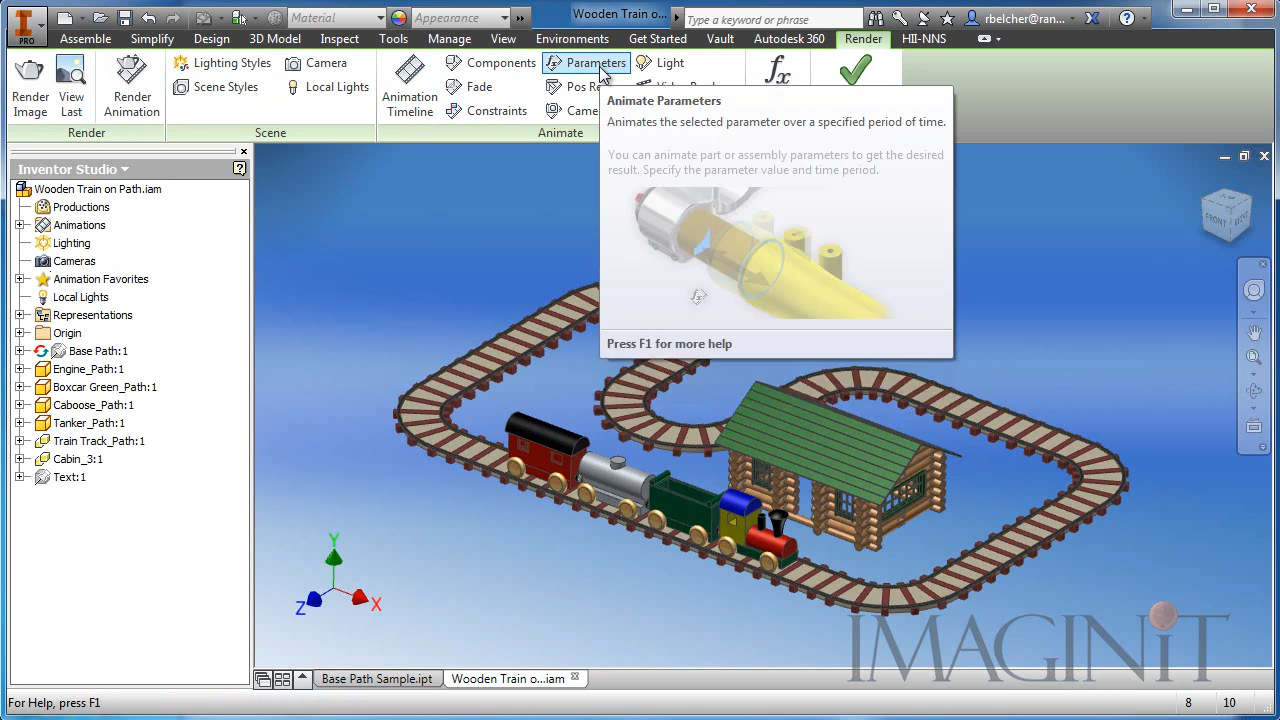 PRO
Material
Appearance
Wooden Train o...
Type a keyword or phrase
rbelcher@ran...
Assemble Simplify Design 3D Model Inspect Tools Manage View Environments Get Started Vault Autodesk 360 Render HII-NNS
Render Image
View Last
Render Animation
Render
Lighting Styles
Scene Styles
Camera
Local Lights
Scene
Animation Timeline
Components
Fade
Constraints
Parameters
Pos Re
Came
Light
Animate
fx
Animate Parameters
Animates the selected parameter over a specified period of time.
You can animate part or assembly parameters to get the desired
result. Specify the parameter value and time period.
Press F1 for more help
Inventor Studio
Wooden Train on Path.iam
Productions
Animations
Lighting
Cameras
Animation Favorites
Local Lights
Representations
Origin
Base Path:1
Engine_Path:1
Boxcar Green_Path:1
Caboose_Path:1
Tanker_Path:1
Train Track_Path:1
Cabin_3:1
Text:1
FRONT
Y
Z
X
IMAGINiT
Base Path Sample.ipt
Wooden Train o...iam
For Help, press F1
8 10